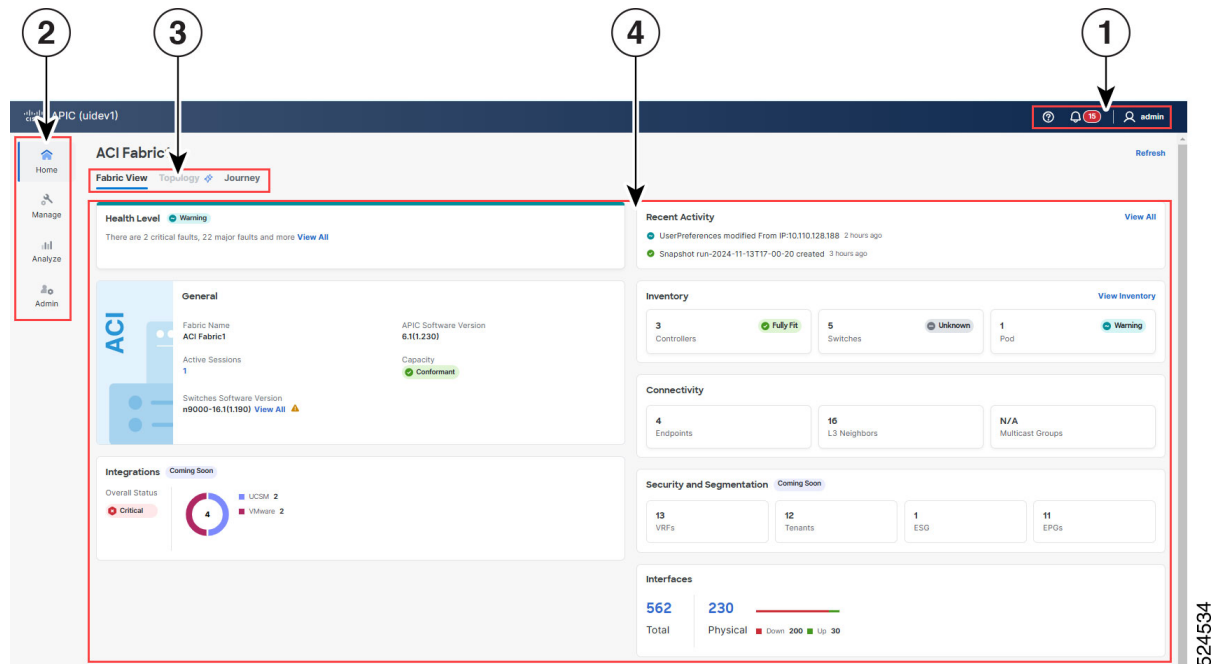 2
3
4
1
cisco APIC (uidev1)
15
admin
Home
Manage
Analyze
Admin
ACI Fabric1
Refresh
Fabric View Topology Journey
Health Level Warning
There are 2 critical faults, 22 major faults and more View All
Recent Activity View All
UserPreferences modified From IP:10.110.128.188 2 hours ago
Snapshot run-2024-11-13T17-00-20 created 3 hours ago
ACI
General
Fabric Name
ACI Fabric1
APIC Software Version
6.1(1.230)
Active Sessions
1
Capacity
Conformant
Switches Software Version
n9000-16.1(1.190) View All
Inventory View Inventory
3 Fully Fit
Controllers
5 Unknown
Switches
1 Warning
Pod
Connectivity
4
Endpoints
16
L3 Neighbors
N/A
Multicast Groups
Integrations Coming Soon
Overall Status
Critical
4
UCSM 2
VMware 2
Security and Segmentation Coming Soon
13
VRFs
12
Tenants
1
ESG
11
EPGs
Interfaces
562
Total
230
Physical Down 200 Up 30
524534